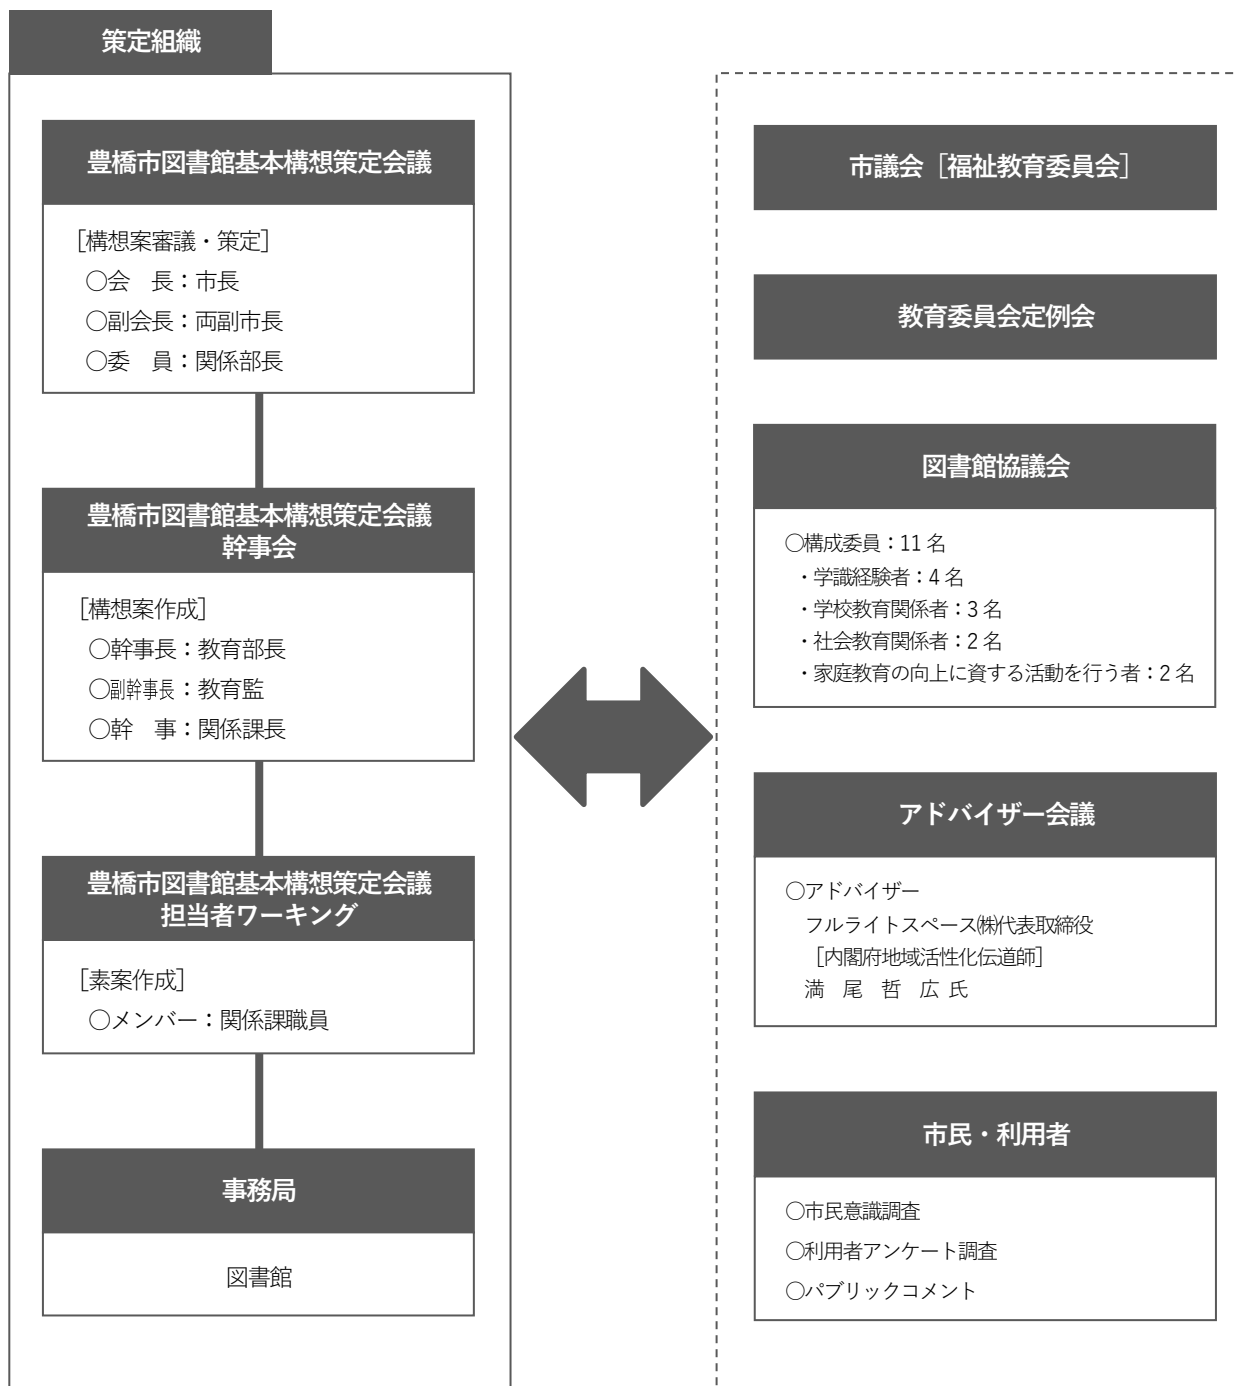 策定組織
豊橋市図書館基本構想策定会議
［構想案審議・策定］
○会　長：市長
○副会長：両副市長
○委　員：関係部長
豊橋市図書館基本構想策定会議
幹事会
［構想案作成］
○幹事長：教育部長
○副幹事長：教育監
○幹　事：関係課長
豊橋市図書館基本構想策定会議
担当者ワーキング
［素案作成］
○メンバー：関係課職員
事務局
図書館
市議会［福祉教育委員会］
教育委員会定例会
図書館協議会
○構成委員：11 名
・学識経験者：4 名
・学校教育関係者：3 名
・社会教育関係者：2 名
・家庭教育の向上に資する活動を行う者：2 名
アドバイザー会議
○アドバイザー
フルライトスペース㈱代表取締役
［内閣府地域活性化伝道師］
満　尾　哲　広 氏
市民・利用者
○市民意識調査
○利用者アンケート調査
○パブリックコメント